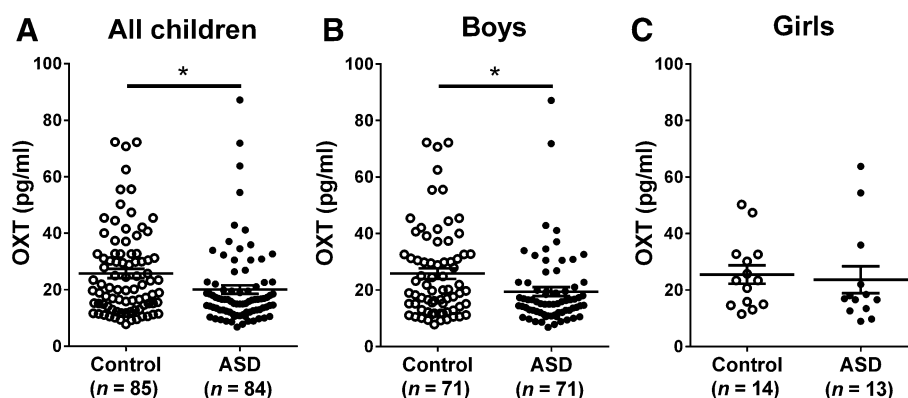 A All children
*
OXT (pg/ml)
100
80
60
40
20
0
Control
(n = 85)
ASD
(n = 84)
B Boys
*
OXT (pg/ml)
100
80
60
40
20
0
Control
(n = 71)
ASD
(n = 71)
C Girls
OXT (pg/ml)
100
80
60
40
20
0
Control
(n = 14)
ASD
(n = 13)